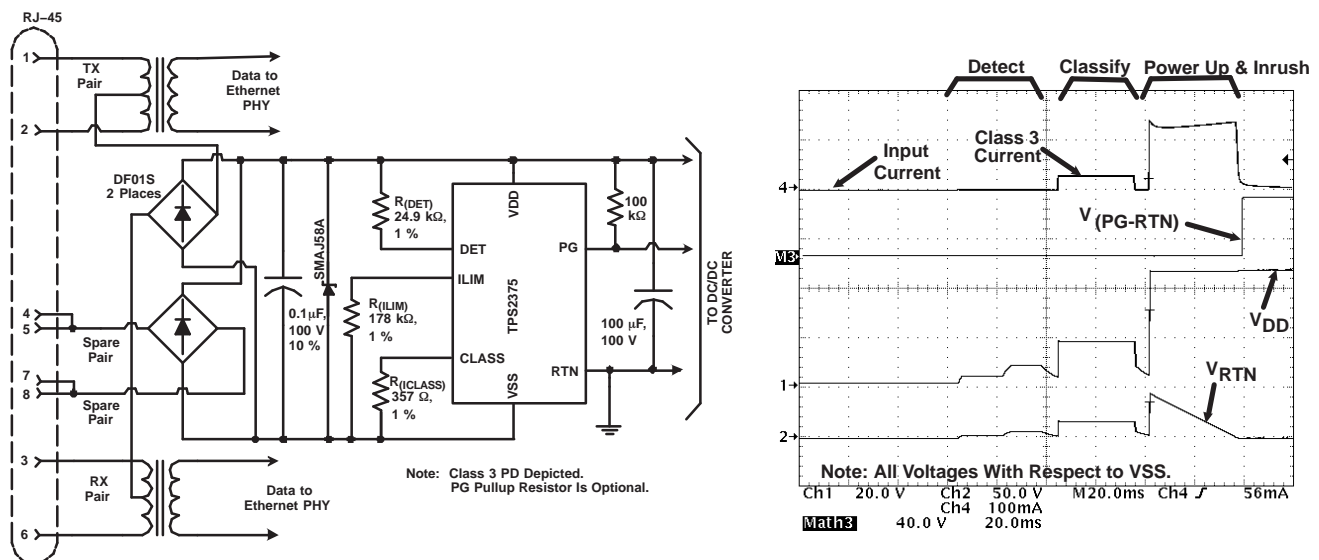 RJ–45
1
TX
Pair
2
Data to
Ethernet
PHY
DF01S
2 Places
4
5
Spare
Pair
7
8
Spare
Pair
3
RX
Pair
6
Data to
Ethernet PHY
0.1µF,
100 V
10 %
SMAJ58A
R(DET)
24.9 kΩ,
1 %
R(ILIM)
178 kΩ,
1 %
R(ICLASS)
357 Ω,
1 %
VDD
DET
ILIM
TPS2375
CLASS
VSS
PG
RTN
100
kΩ
100 µF,
100 V
TO DC/DC
CONVERTER
Note: Class 3 PD Depicted.
PG Pullup Resistor Is Optional.
Detect
Classify
Power Up & Inrush
Input
Current
Class 3
Current
V(PG-RTN)
VDD
VRTN
4
M3
1
2
Note: All Voltages With Respect to VSS.
Ch1 20.0 V Ch2 50.0 V M20.0ms Ch4 ƒ 56mA
Ch4 100mA
Math3 40.0 V 20.0ms